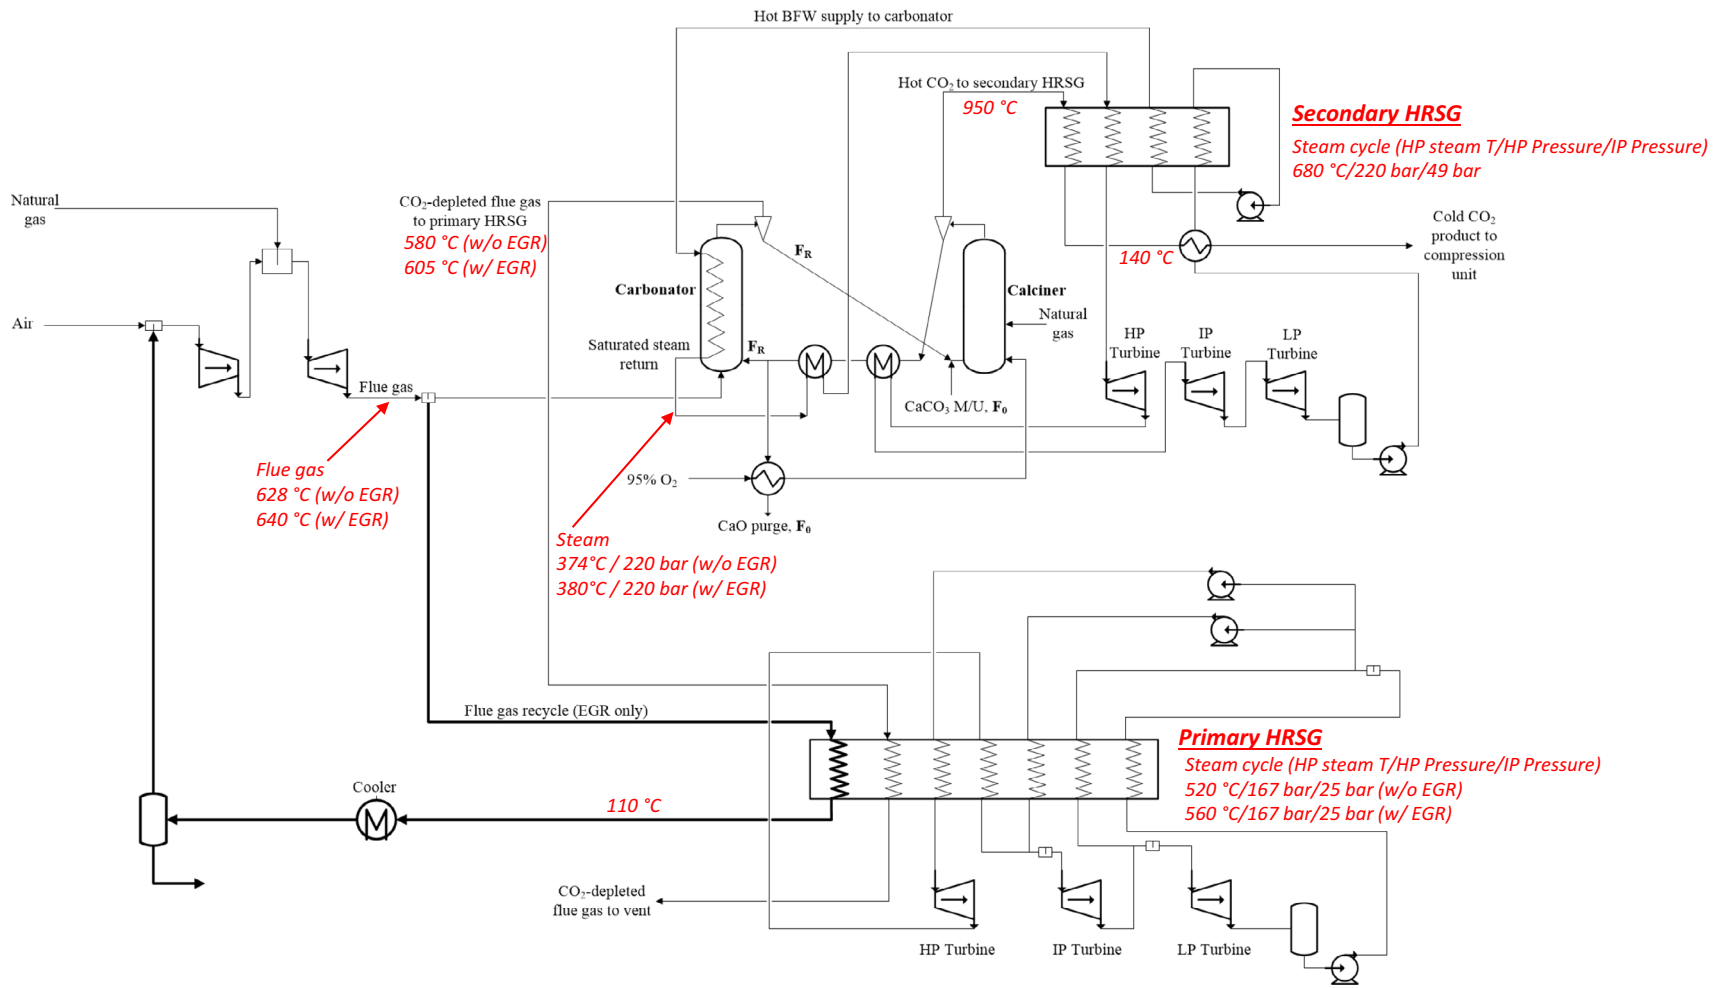 Hot BFW supply to carbonator
Hot CO₂ to secondary HRSG
950 °C
Secondary HRSG
Steam cycle (HP steam T/HP Pressure/IP Pressure)
680 °C/220 bar/49 bar
Natural
gas
CO₂-depleted flue gas
to primary HRSG
580 °C (w/o EGR)
605 °C (w/ EGR)
Cold CO₂
product to
compression
unit
140 °C
F_R
Carbonator
Calciner
Natural
gas
Air
Saturated steam
return
F_R
HP
Turbine
IP
Turbine
LP
Turbine
Flue gas
CaCO₃ M/U, F₀
Flue gas
628 °C (w/o EGR)
640 °C (w/ EGR)
95% O₂
CaO purge, F₀
Steam
374°C / 220 bar (w/o EGR)
380°C / 220 bar (w/ EGR)
Flue gas recycle (EGR only)
Primary HRSG
Steam cycle (HP steam T/HP Pressure/IP Pressure)
520 °C/167 bar/25 bar (w/o EGR)
560 °C/167 bar/25 bar (w/ EGR)
Cooler
110 °C
CO₂-depleted
flue gas to vent
HP Turbine
IP Turbine
LP Turbine